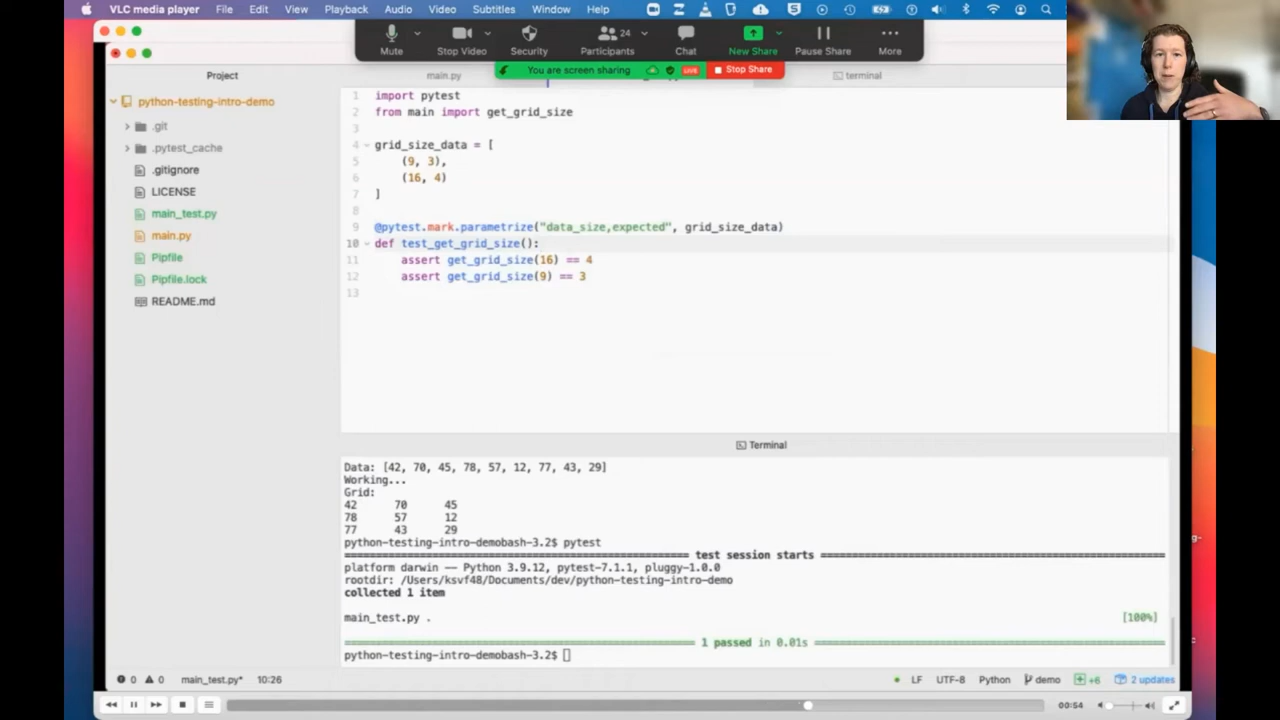 VLC media player File Edit View Playback Audio Video Subtitles Window Help
Mute Stop Video Security Participants 24 Chat New Share Pause Share More
You are screen sharing LIVE Stop Share
Project
main.py
terminal
python-testing-intro-demo
.git
.pytest_cache
.gitignore
LICENSE
main_test.py
main.py
Pipfile
Pipfile.lock
README.md
1 import pytest
2 from main import get_grid_size
3
4 grid_size_data = [
5 (9, 3),
6 (16, 4)
7 ]
8
9 @pytest.mark.parametrize("data_size,expected", grid_size_data)
10 def test_get_grid_size():
11 assert get_grid_size(16) == 4
12 assert get_grid_size(9) == 3
13
Terminal
Data: [42, 70, 45, 78, 57, 12, 77, 43, 29]
Working...
Grid:
42 70 45
78 57 12
77 43 29
python-testing-intro-demobash-3.2$ pytest
test session starts
platform darwin -- Python 3.9.12, pytest-7.1.1, pluggy-1.0.0
rootdir: /Users/ksvf48/Documents/dev/python-testing-intro-demo
collected 1 item
main_test.py . [100%]
1 passed in 0.01s
python-testing-intro-demobash-3.2$
0 0 main_test.py* 10:26 LF UTF-8 Python demo +6 2 updates
00:54